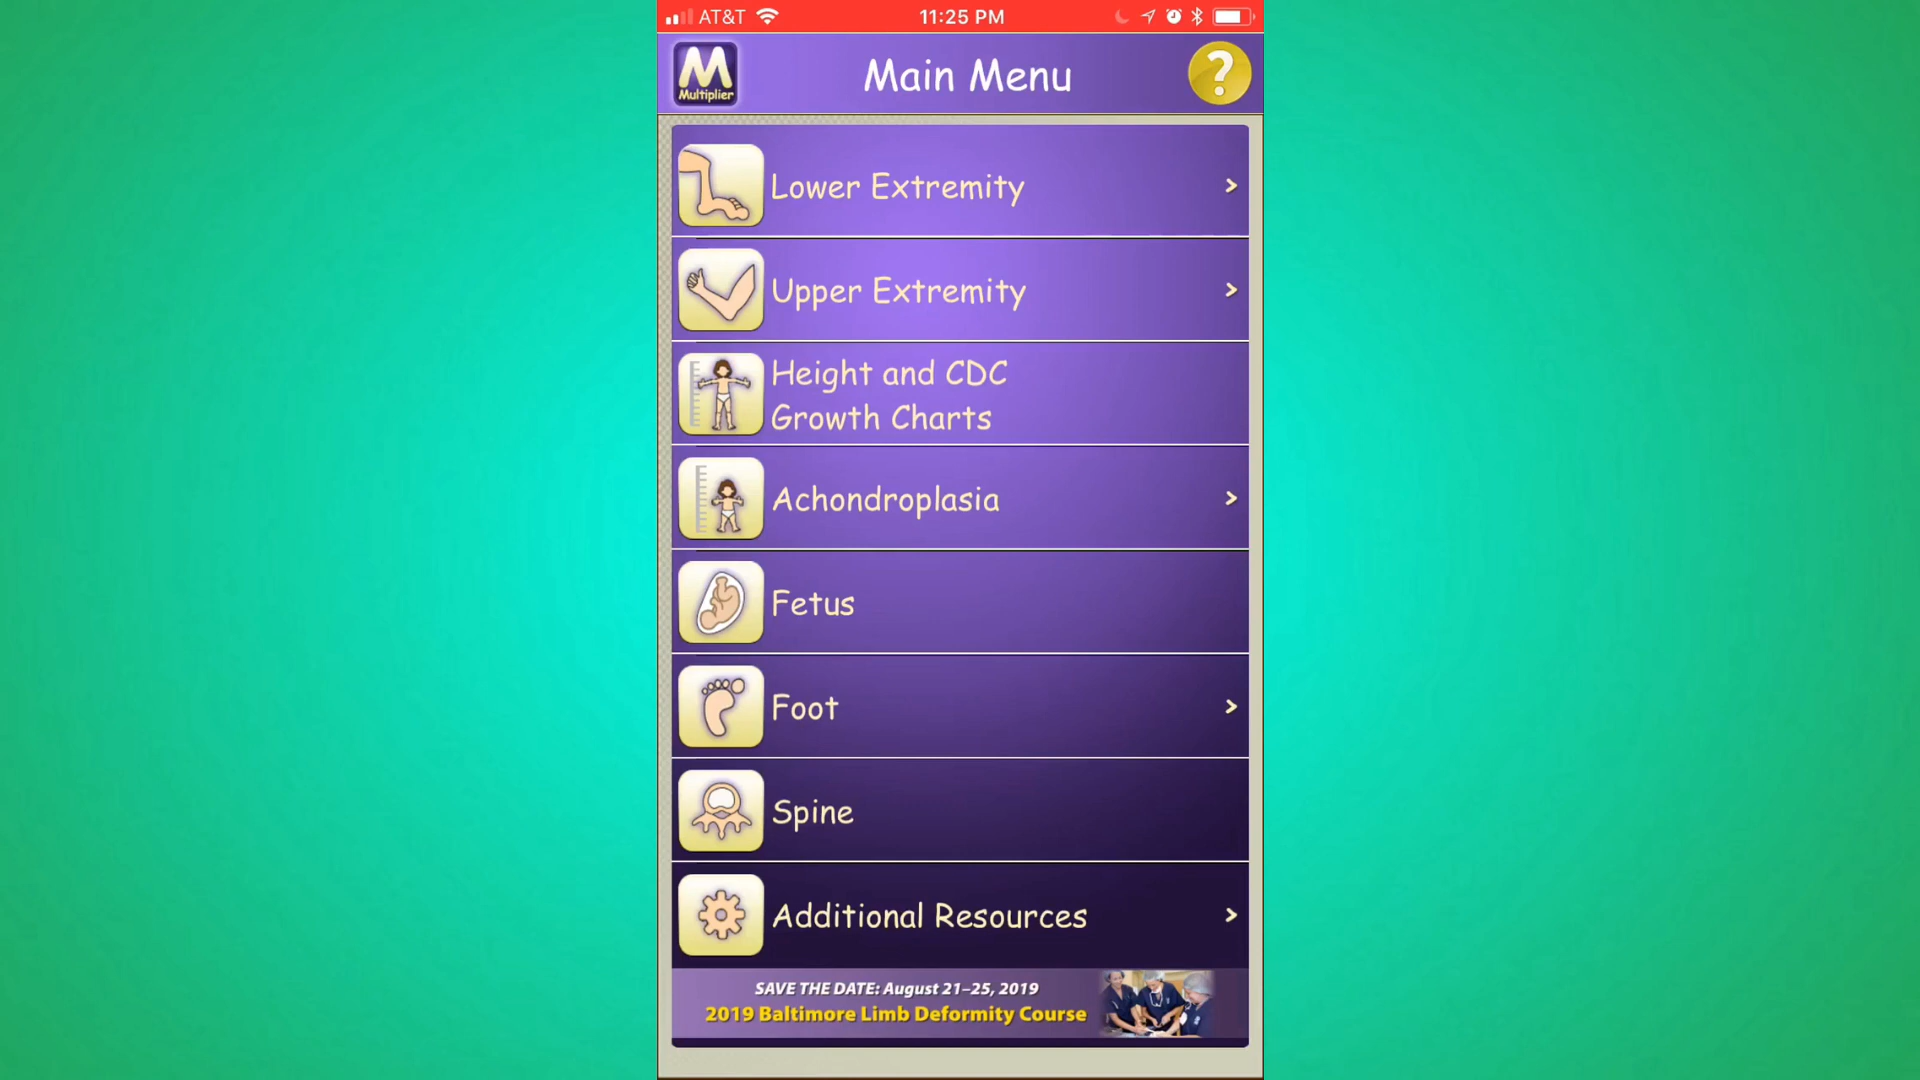 AT&T
11:25 PM
M
Multiplier
Main Menu
?
Lower Extremity
Upper Extremity
Height and CDC
Growth Charts
Achondroplasia
Fetus
Foot
Spine
Additional Resources
SAVE THE DATE: August 21–25, 2019
2019 Baltimore Limb Deformity Course